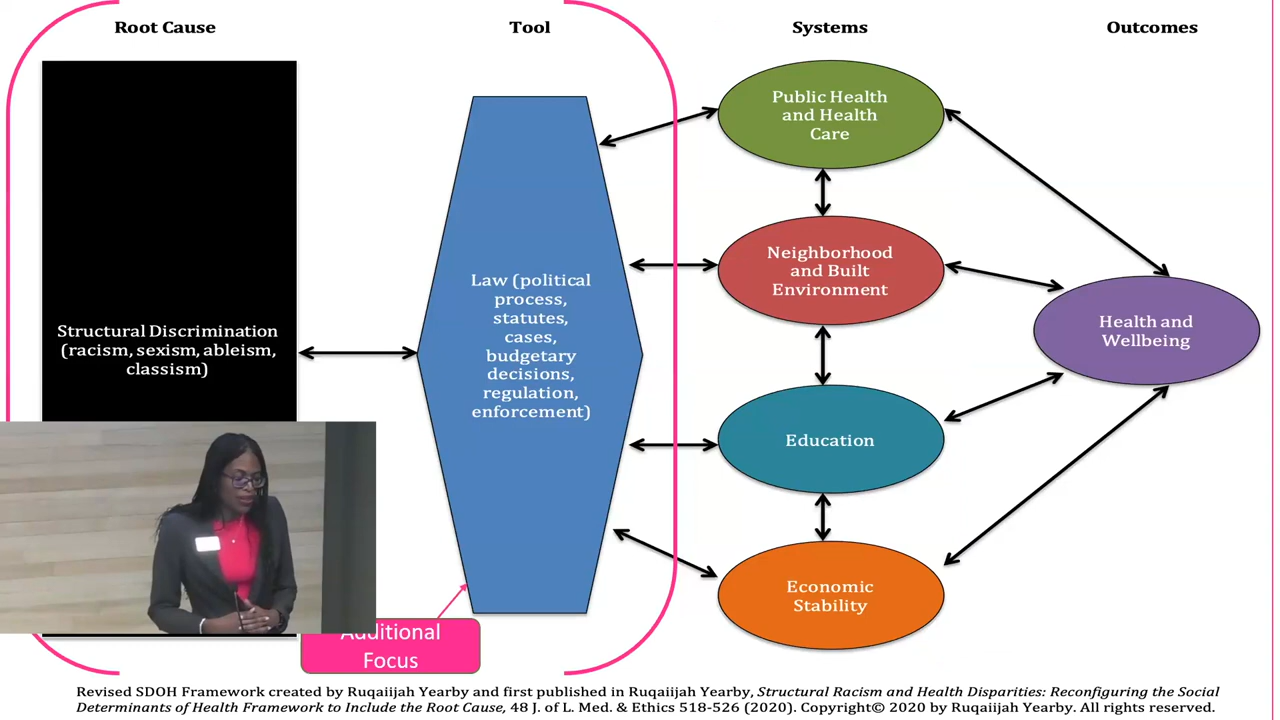 Root Cause
Tool
Systems
Outcomes
Structural Discrimination
(racism, sexism, ableism,
classism)
Law (political
process,
statutes,
cases,
budgetary
decisions,
regulation,
enforcement)
Public Health
and Health
Care
Neighborhood
and Built
Environment
Education
Economic
Stability
Health and
Wellbeing
Additional
Focus
Revised SDOH Framework created by Ruqaiijah Yearby and first published in Ruqaiijah Yearby, Structural Racism and Health Disparities: Reconfiguring the Social
Determinants of Health Framework to Include the Root Cause, 48 J. of L. Med. & Ethics 518-526 (2020). Copyright© 2020 by Ruqaiijah Yearby. All rights reserved.